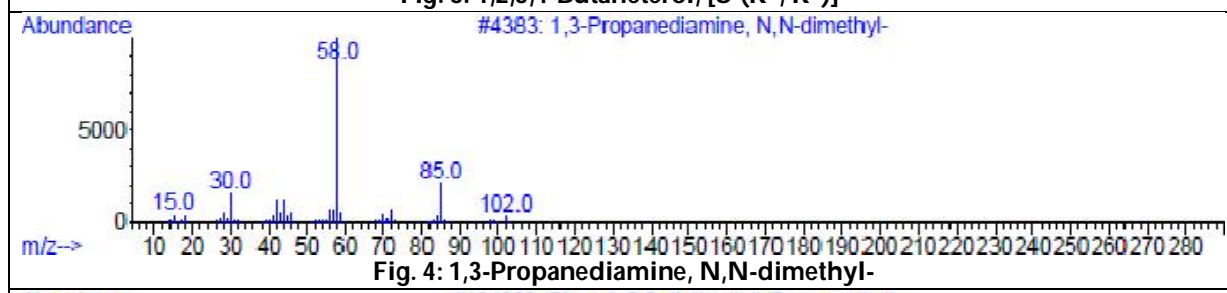 Abundance #4383: 1,3-Propanediamine, N,N-dimethyl-
58.0
5000
85.0
30.0
15.0 102.0
0
m/z--> 10 20 30 40 50 60 70 80 90 100 110 120 130 140 150 160 170 180 190 200 210 220 230 240 250 260 270 280
Fig. 4: 1,3-Propanediamine, N,N-dimethyl-